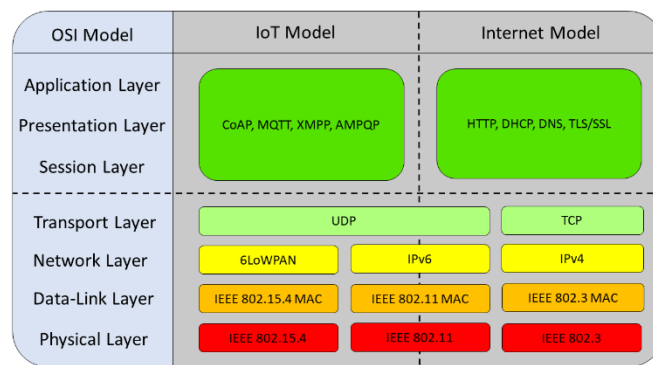 OSI Model IoT Model Internet Model
Application Layer
Presentation Layer CoAP, MQTT, XMPP, AMPQP HTTP, DHCP, DNS, TLS/SSL
Session Layer
Transport Layer UDP TCP
Network Layer 6LoWPAN IPv6 IPv4
Data-Link Layer IEEE 802.15.4 MAC IEEE 802.11 MAC IEEE 802.3 MAC
Physical Layer IEEE 802.15.4 IEEE 802.11 IEEE 802.3